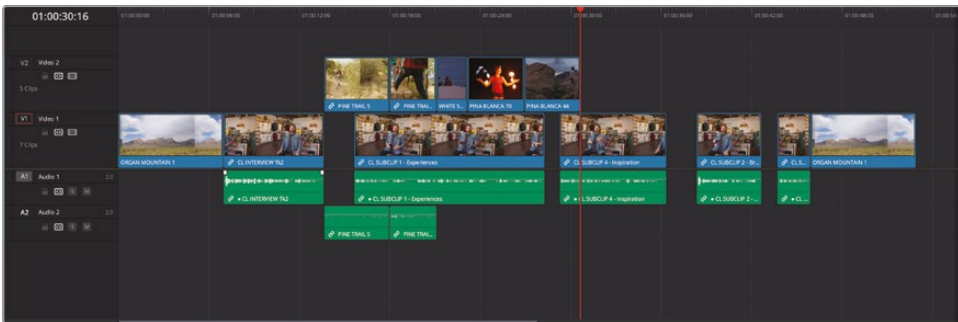 01:00:30:16
01:00:00:00 01:00:06:00 01:00:12:00 01:00:18:00 01:00:24:00 01:00:30:00 01:00:36:00 01:00:42:00 01:00:48:00 01:00:54
V2 Video 2
5 Clips
PINE TRAIL 5 PINE TRAI... WHITE S... PINA BLANCA 70 PINA BLANCA 44
V1 Video 1
7 Clips
ORGAN MOUNTAIN 1 CL INTERVIEW Tk2 CL SUBCLIP 1 - Experiences CL SUBCLIP 4 - Inspiration CL SUBCLIP 2 - Br... CL S... ORGAN MOUNTAIN 1
A1 Audio 1 2.0
S M
• CL INTERVIEW Tk2 • CL SUBCLIP 1 - Experiences • CL SUBCLIP 4 - Inspiration • CL SUBCLIP 2 -... • CL ...
A2 Audio 2 2.0
S M
PINE TRAIL 5 PINE TRAI...